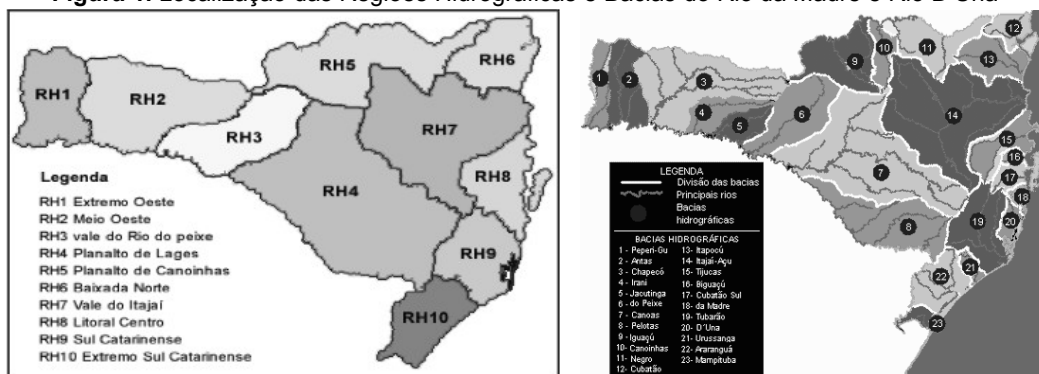 Figura 1: Localização das Regiões Hidrográficas e Bacias do Rio da Madre e Rio D'Una
RH1
RH2
RH3
RH4
RH5
RH6
RH7
RH8
RH9
RH10
Legenda
RH1 Extremo Oeste
RH2 Meio Oeste
RH3 vale do Rio do peixe
RH4 Planalto de Lages
RH5 Planalto de Canoinhas
RH6 Baixada Norte
RH7 Vale do Itajaí
RH8 Litoral Centro
RH9 Sul Catarinense
RH10 Extremo Sul Catarinense
1
2
3
4
5
6
7
8
9
10
11
12
13
14
15
16
17
18
19
20
21
22
23
LEGENDA
Divisão das bacias
Principais rios
Bacias
hidrográficas
BACIAS HIDROGRÁFICAS
1 - Peperi-Gu
2 - Antas
3 - Chapecó
4 - Irani
5 - Jacutinga
6 - do Peixe
7 - Canoas
8 - Pelotas
9 - Iguaçú
10- Canoinhas
11- Negro
12- Cubatão
13- Itapocú
14- Itajaí-Açu
15- Tijucas
16- Biguaçú
17- Cubatão Sul
18- da Madre
19- Tubarão
20- D'Una
21- Urussanga
22- Araranguá
23- Mampituba